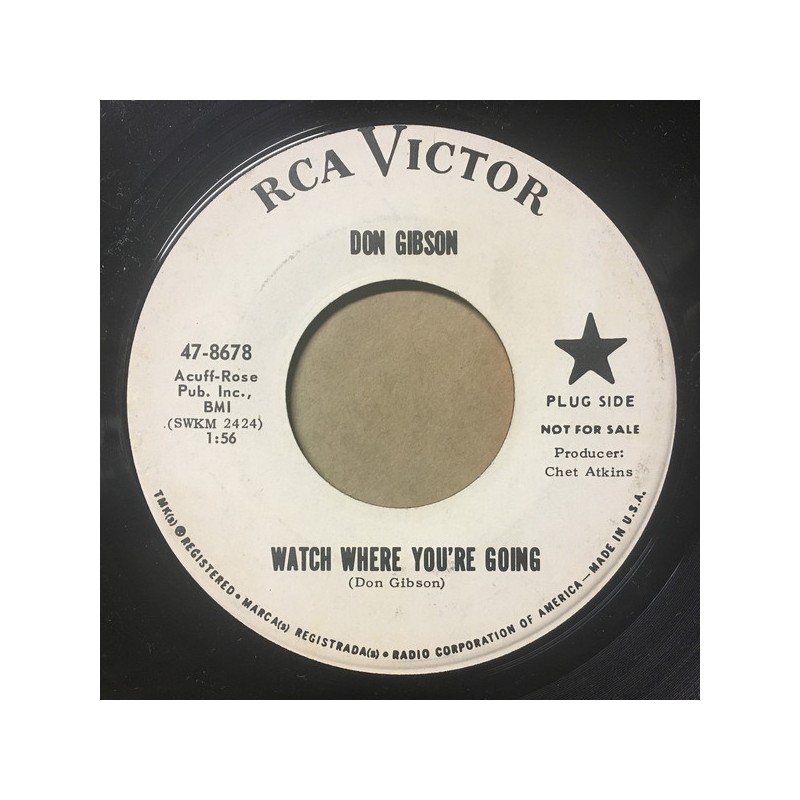 RCA VICTOR
DON GIBSON
47-8678
Acuff-Rose
Pub. Inc.,
BMI
(SWKM 2424)
1:56
PLUG SIDE
NOT FOR SALE
Producer:
Chet Atkins
WATCH WHERE YOU'RE GOING
(Don Gibson)
TMK(s) ® REGISTERED • MARCA(s) REGISTRADA(s) • RADIO CORPORATION OF AMERICA — MADE IN U.S.A.